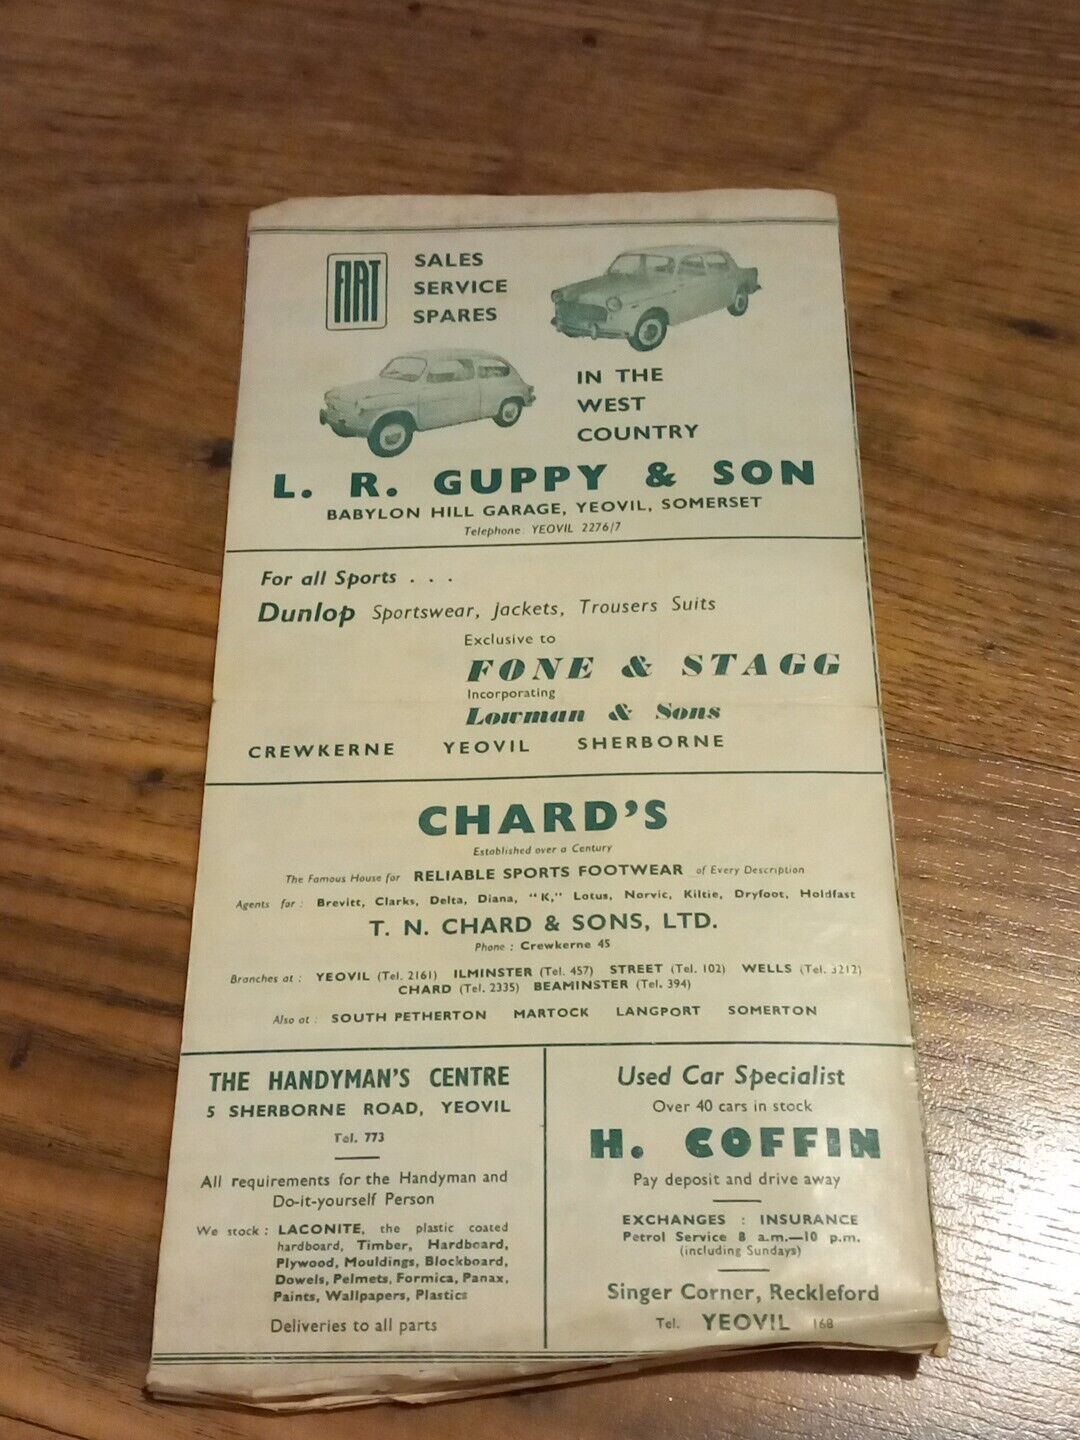 FIAT
SALES
SERVICE
SPARES
IN THE
WEST
COUNTRY
L. R. GUPPY & SON
BABYLON HILL GARAGE, YEOVIL, SOMERSET
Telephone: YEOVIL 2276/7
For all Sports . . .
Dunlop Sportswear, Jackets, Trousers Suits
Exclusive to
FONE & STAGG
Incorporating
Lowman & Sons
CREWKERNE YEOVIL SHERBORNE
CHARD'S
Established over a Century
The Famous House for RELIABLE SPORTS FOOTWEAR of Every Description
Agents for: Brevitt, Clarks, Delta, Diana, "K," Lotus, Norvic, Kiltie, Dryfoot, Holdfast
T. N. CHARD & SONS, LTD.
Phone : Crewkerne 45
Branches at : YEOVIL (Tel. 2161) ILMINSTER (Tel. 457) STREET (Tel. 102) WELLS (Tel. 3212)
CHARD (Tel. 2335) BEAMINSTER (Tel. 394)
Also at : SOUTH PETHERTON MARTOCK LANGPORT SOMERTON
THE HANDYMAN'S CENTRE
5 SHERBORNE ROAD, YEOVIL
Tel. 773
All requirements for the Handyman and
Do-it-yourself Person
We stock : LACONITE, the plastic coated
hardboard, Timber, Hardboard,
Plywood, Mouldings, Blockboard,
Dowels, Pelmets, Formica, Panax,
Paints, Wallpapers, Plastics
Deliveries to all parts
Used Car Specialist
Over 40 cars in stock
H. COFFIN
Pay deposit and drive away
EXCHANGES : INSURANCE
Petrol Service 8 a.m.—10 p.m.
(including Sundays)
Singer Corner, Reckleford
Tel. YEOVIL 168